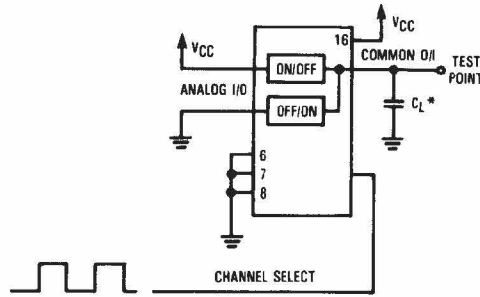 VCC
16
VCC
COMMON O/I
TEST
POINT
ON/OFF
ANALOG I/O
OFF/ON
CL*
6
7
8
CHANNEL SELECT